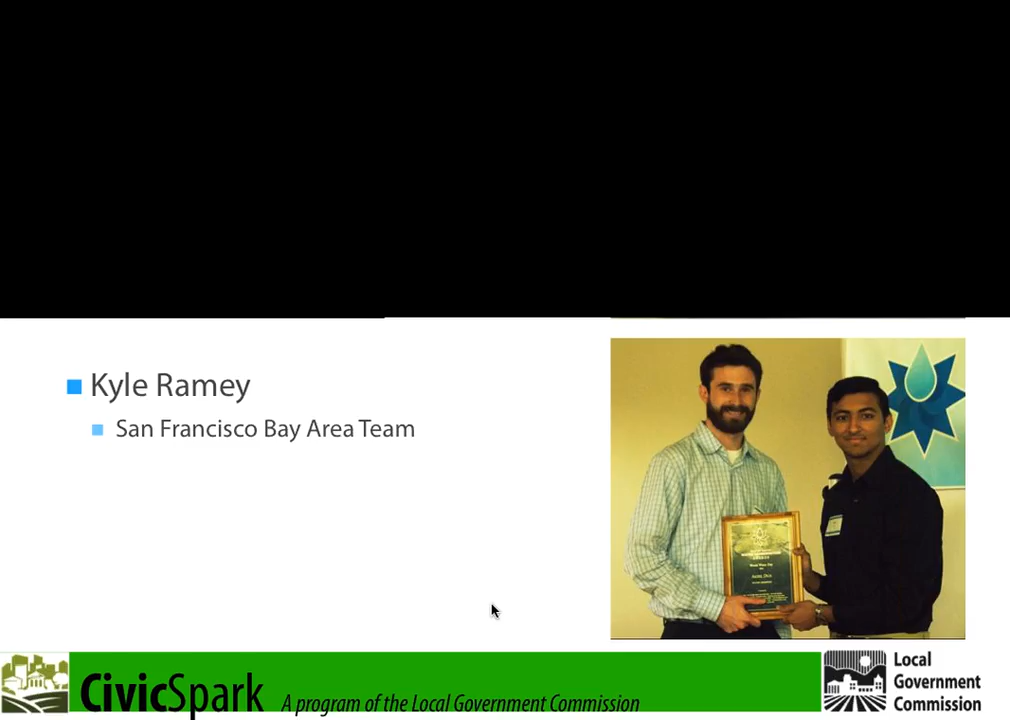 Kyle Ramey
San Francisco Bay Area Team
CivicSpark A program of the Local Government Commission
Local
Government
Commission